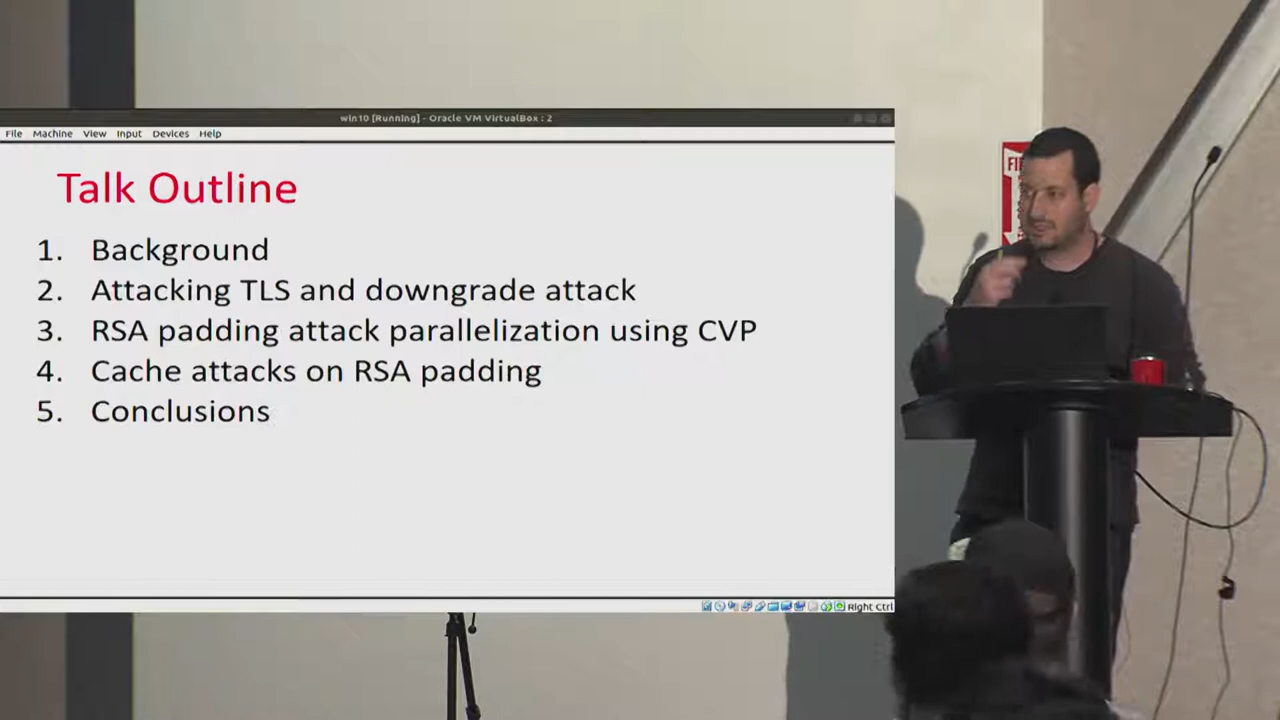 win10 [Running] - Oracle VM VirtualBox : 2
File Machine View Input Devices Help
Talk Outline
1. Background
2. Attacking TLS and downgrade attack
3. RSA padding attack parallelization using CVP
4. Cache attacks on RSA padding
5. Conclusions
Right Ctrl